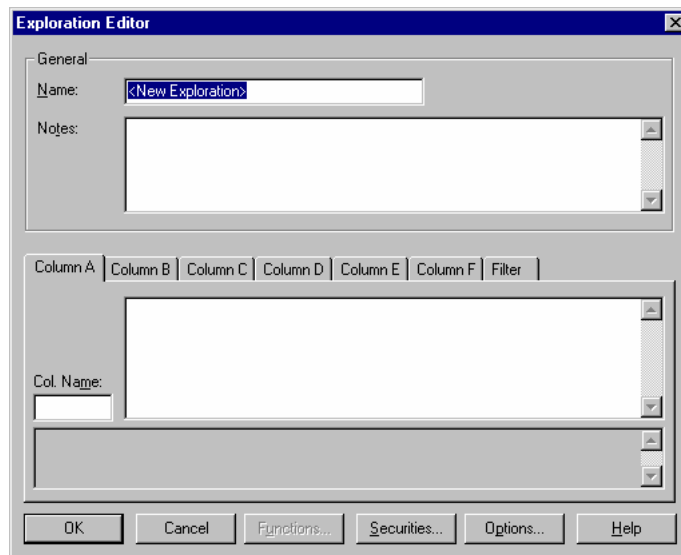 Exploration Editor
General
Name:
<New Exploration>
Notes:
Column A
Column B
Column C
Column D
Column E
Column F
Filter
Col. Name:
OK
Cancel
Functions...
Securities...
Options...
Help